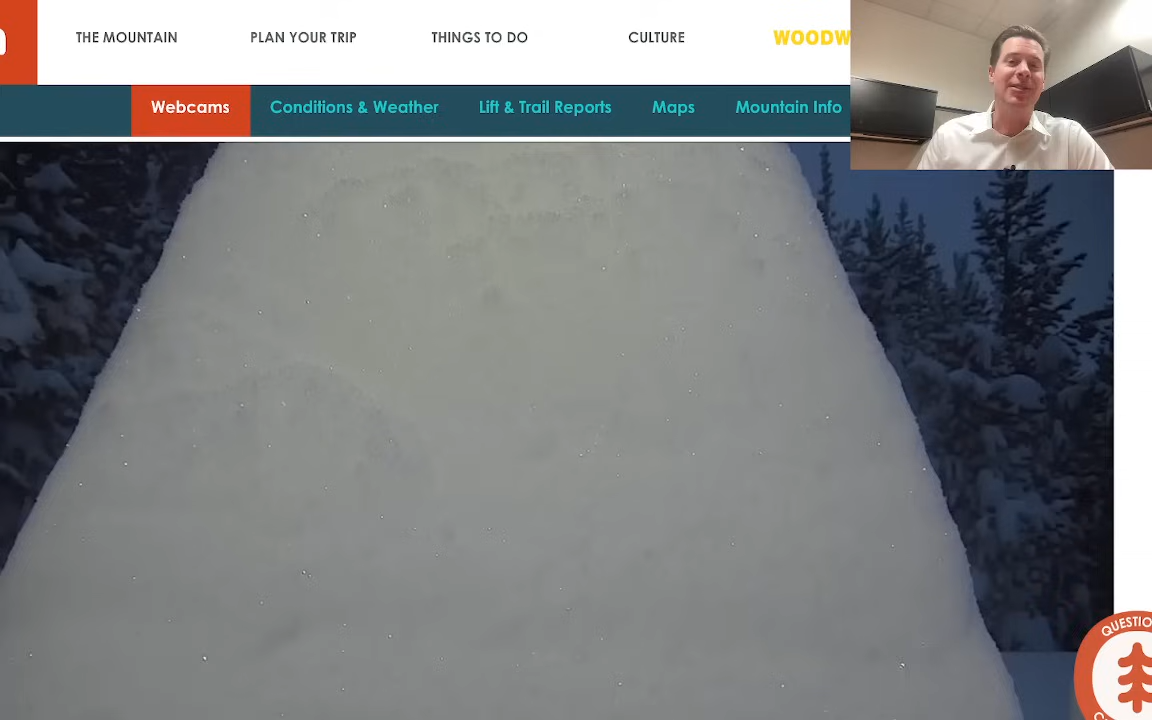 THE MOUNTAIN PLAN YOUR TRIP THINGS TO DO CULTURE
Webcams Conditions & Weather Lift & Trail Reports Maps Mountain Info